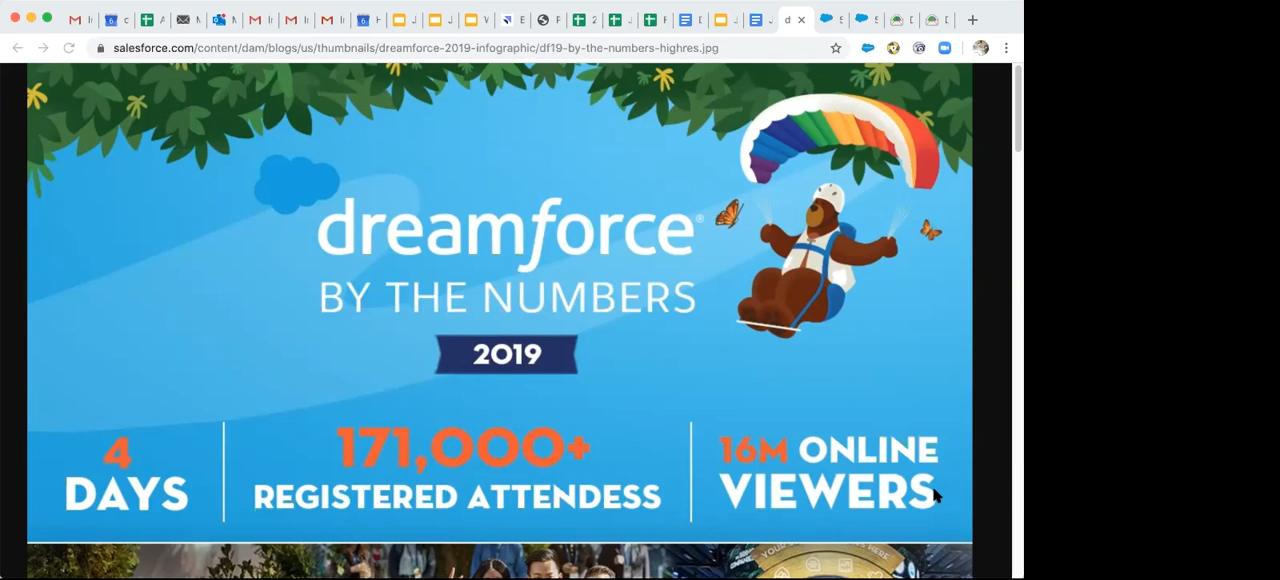 salesforce.com/content/dam/blogs/us/thumbnails/dreamforce-2019-infographic/df19-by-the-numbers-highres.jpg
dreamforce®
BY THE NUMBERS
2019
4
DAYS
171,000+
REGISTERED ATTENDESS
16M ONLINE
VIEWERS